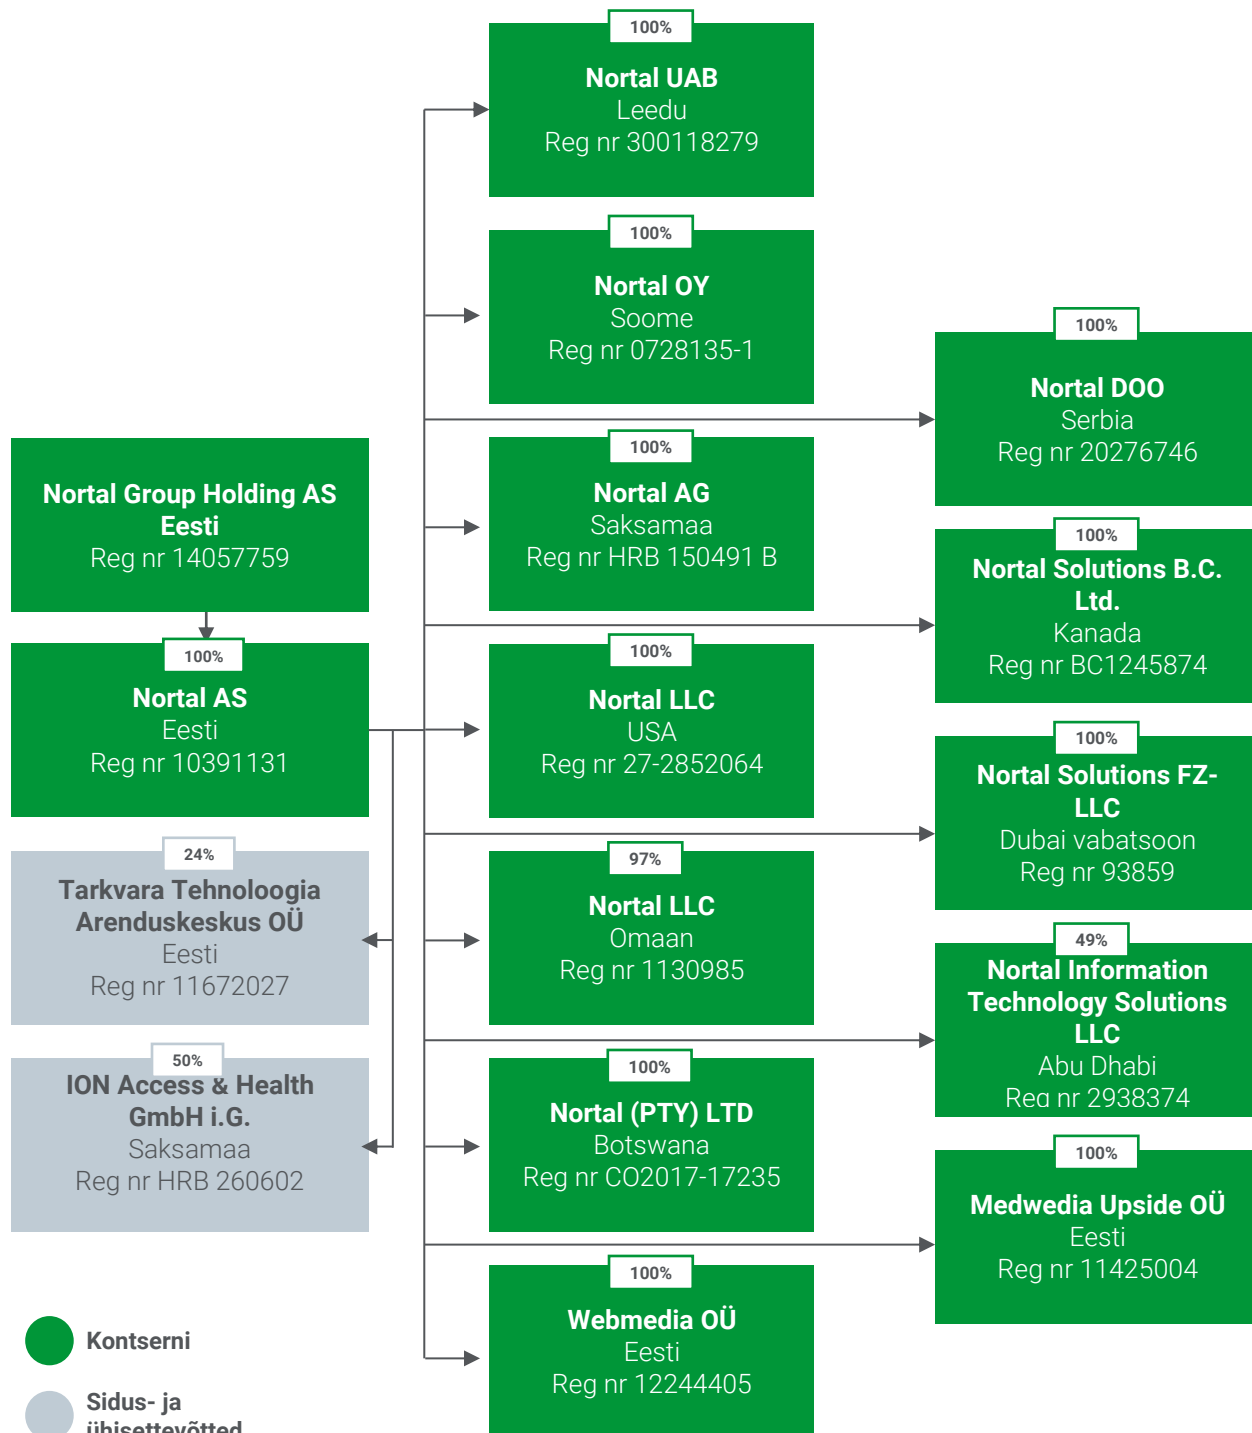 100%
Nortal UAB
Leedu
Reg nr 300118279
100%
Nortal OY
Soome
Reg nr 0728135-1
100%
Nortal DOO
Serbia
Reg nr 20276746
Nortal Group Holding AS
Eesti
Reg nr 14057759
100%
Nortal AG
Saksamaa
Reg nr HRB 150491 B
100%
Nortal Solutions B.C.
Ltd.
Kanada
Reg nr BC1245874
100%
Nortal AS
Eesti
Reg nr 10391131
100%
Nortal LLC
USA
Reg nr 27-2852064
100%
Nortal Solutions FZ-
LLC
Dubai vabatsoon
Reg nr 93859
24%
Tarkvara Tehnoloogia
Arenduskeskus OÜ
Eesti
Reg nr 11672027
97%
Nortal LLC
Omaan
Reg nr 1130985
49%
Nortal Information
Technology Solutions
LLC
Abu Dhabi
Reg nr 2938374
50%
ION Access & Health
GmbH i.G.
Saksamaa
Reg nr HRB 260602
100%
Nortal (PTY) LTD
Botswana
Reg nr CO2017-17235
100%
Medwedia Upside OÜ
Eesti
Reg nr 11425004
100%
Webmedia OÜ
Eesti
Reg nr 12244405
Kontserni
Sidus- ja
ühisettevõtted